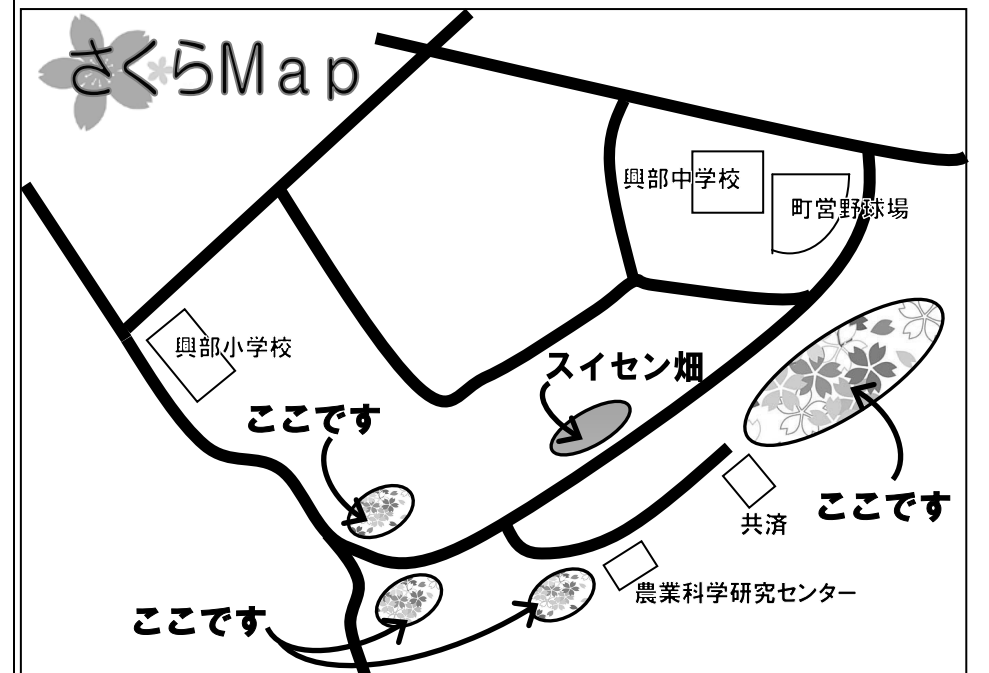 さくらMap
興部中学校
町営野球場
興部小学校
スイセン畑
ここです
ここです
共済
農業科学研究センター
ここです